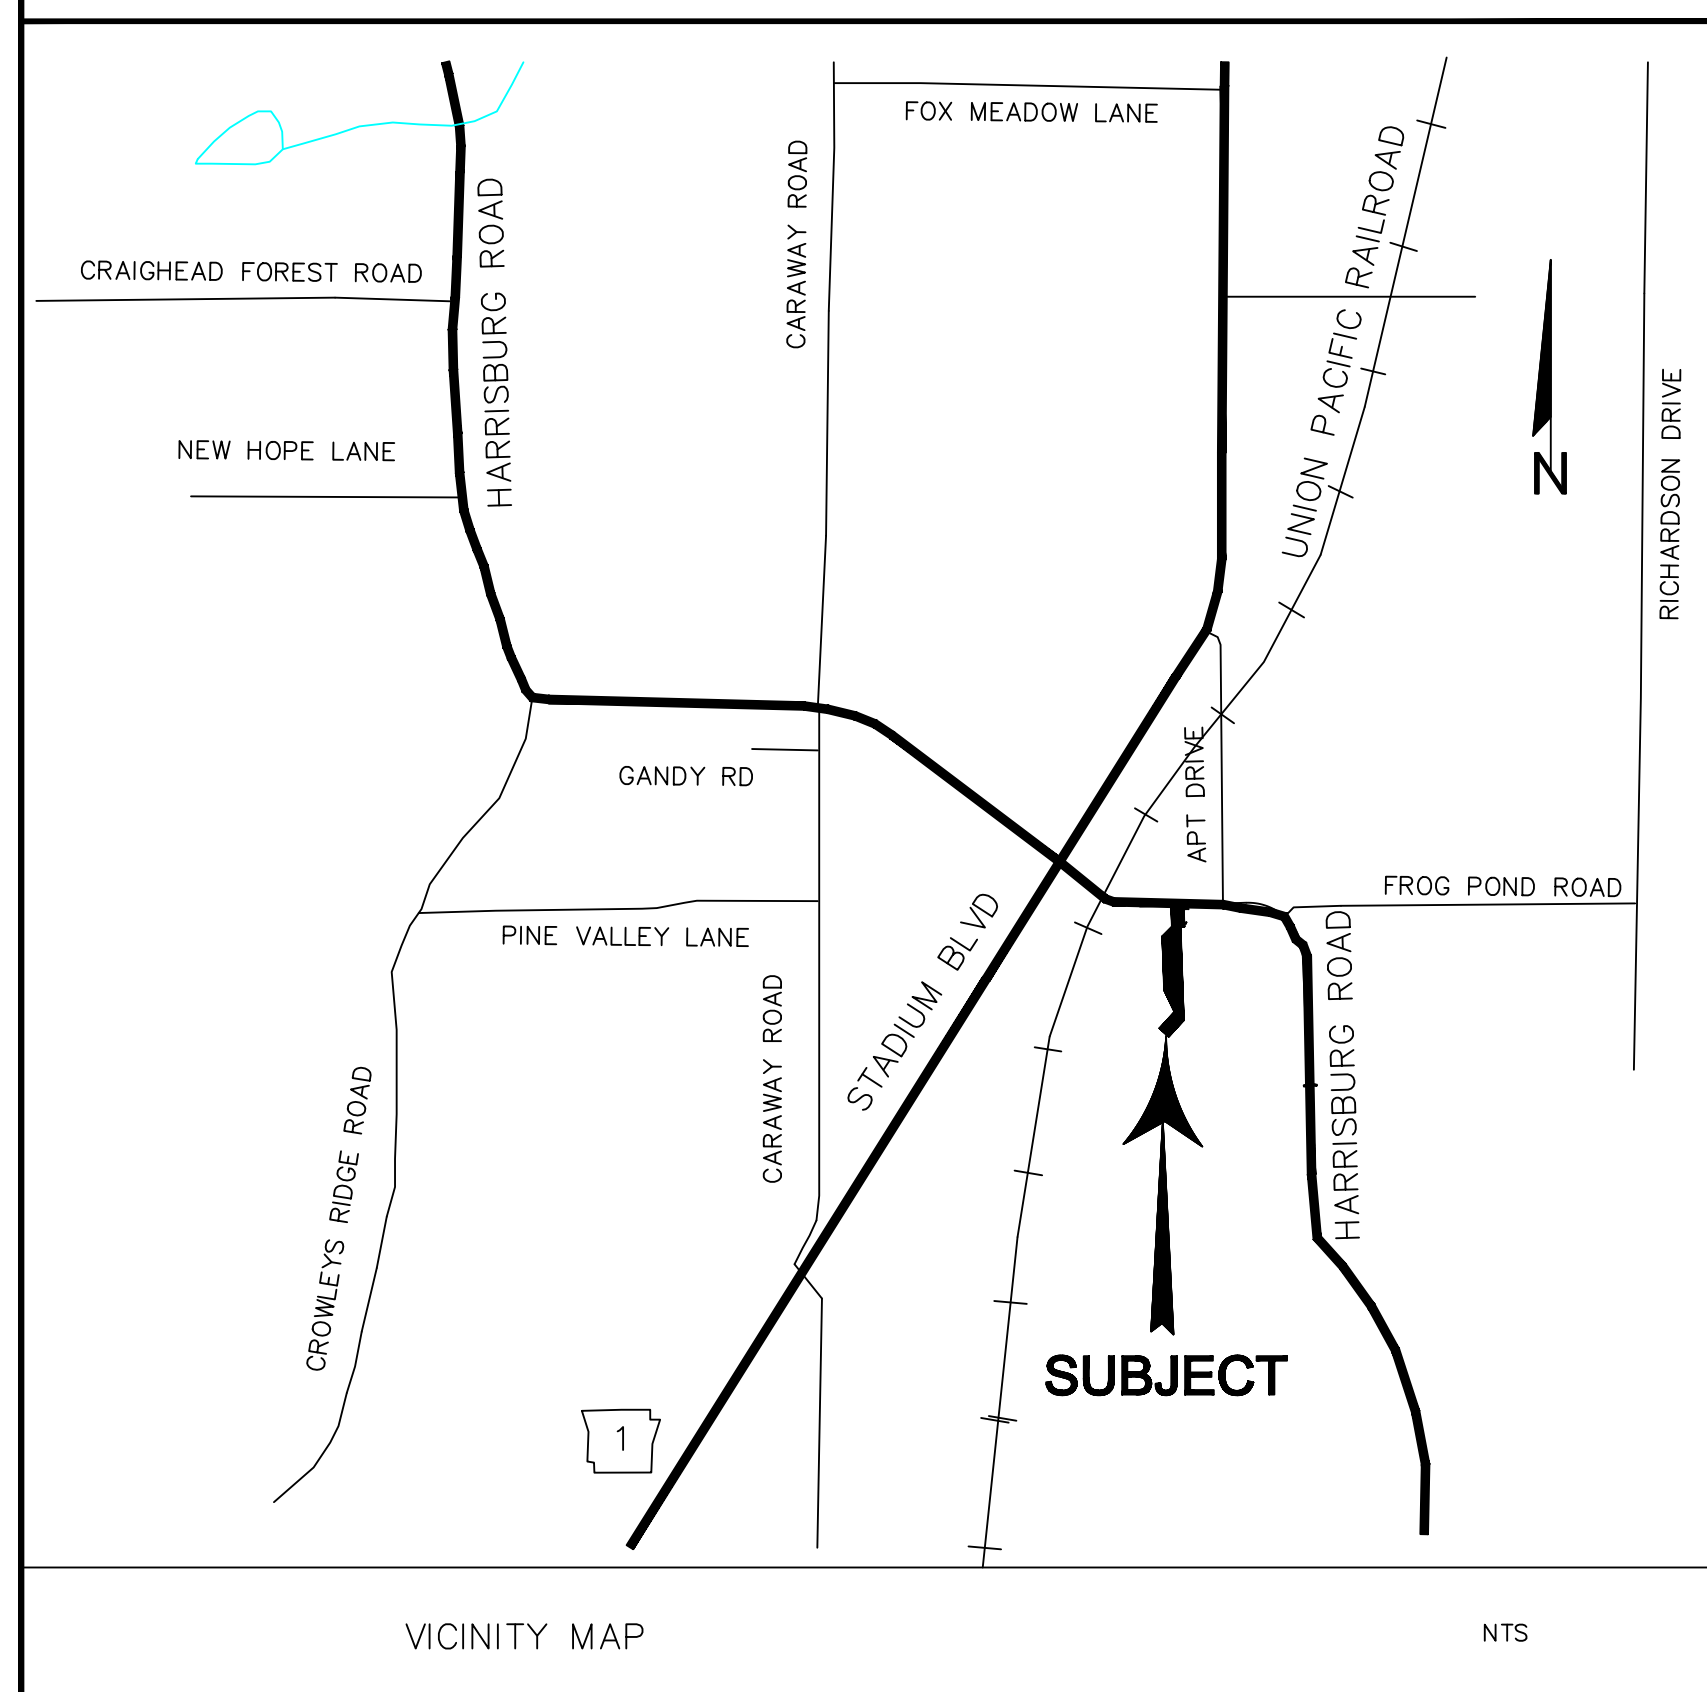 FOX MEADOW LANE
CARAWAY ROAD
UNION PACIFIC RAILROAD
HARRISBURG ROAD
CRAIGHEAD FOREST ROAD
RICHARDSON DRIVE
NEW HOPE LANE
N
GANDY RD
APT DRIVE
FROG POND ROAD
STADIUM BLVD
PINE VALLEY LANE
HARRISBURG ROAD
CARAWAY ROAD
CROWLEYS RIDGE ROAD
SUBJECT
1
VICINITY MAP
NTS